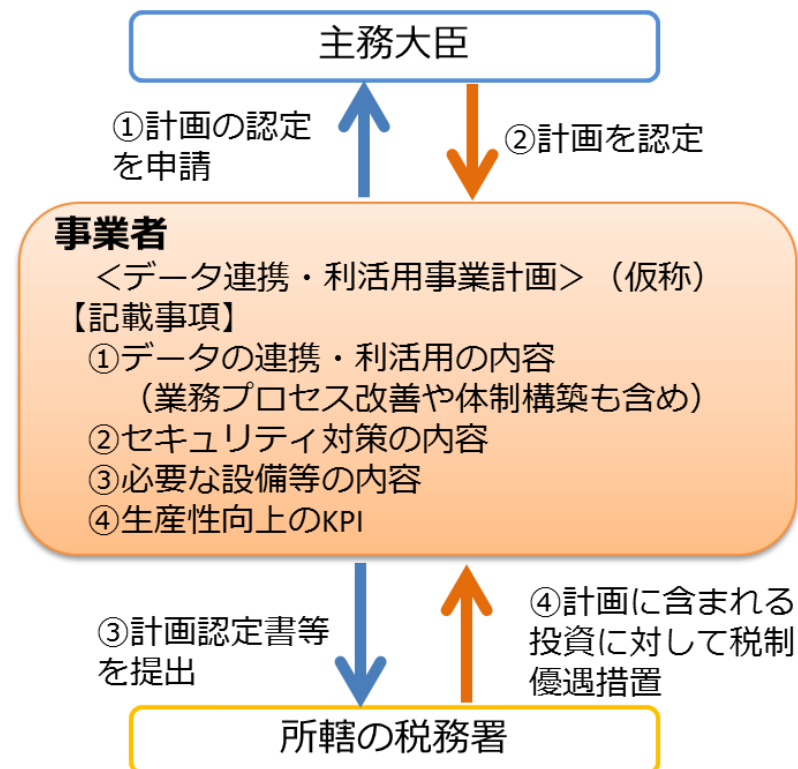 主務大臣
①計画の認定
を申請
②計画を認定
事業者
＜データ連携・利活用事業計画＞（仮称）
【記載事項】
①データの連携・利活用の内容
（業務プロセス改善や体制構築も含め）
②セキュリティ対策の内容
③必要な設備等の内容
④生産性向上のKPI
③計画認定書等
を提出
④計画に含まれる
投資に対して税制
優遇措置
所轄の税務署